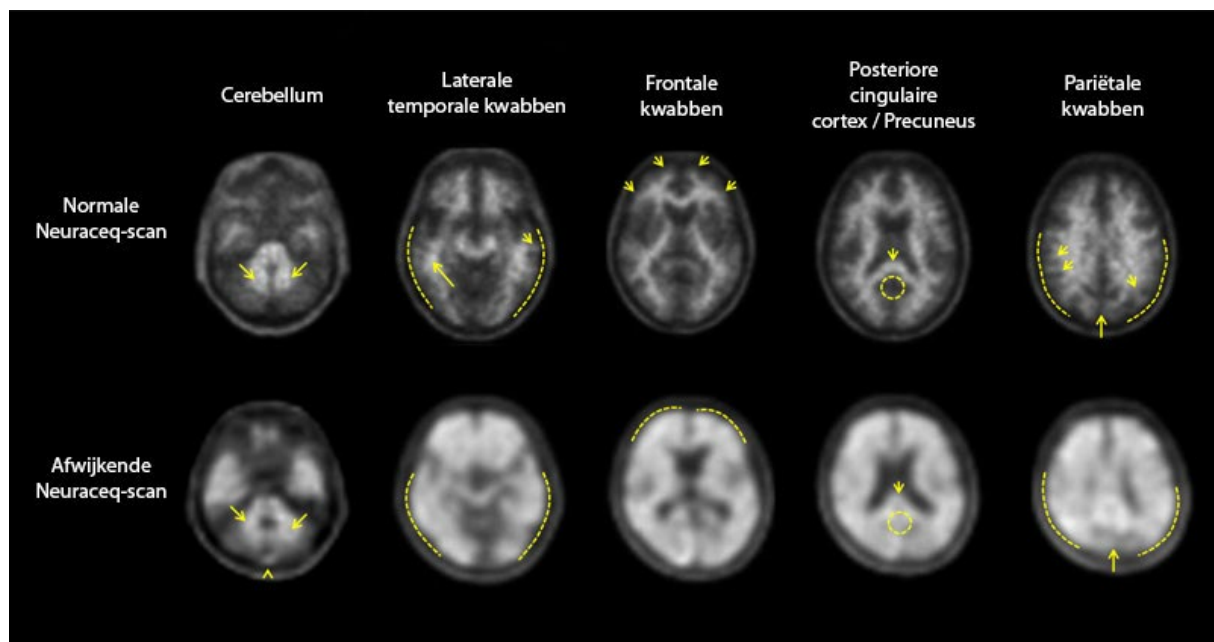 Cerebellum
Laterale
temporale kwabben
Frontale
kwabben
Posteriore
cingulaire
cortex / Precuneus
Pariëtale
kwabben
Normale
Neuraceq-scan
Afwijkende
Neuraceq-scan